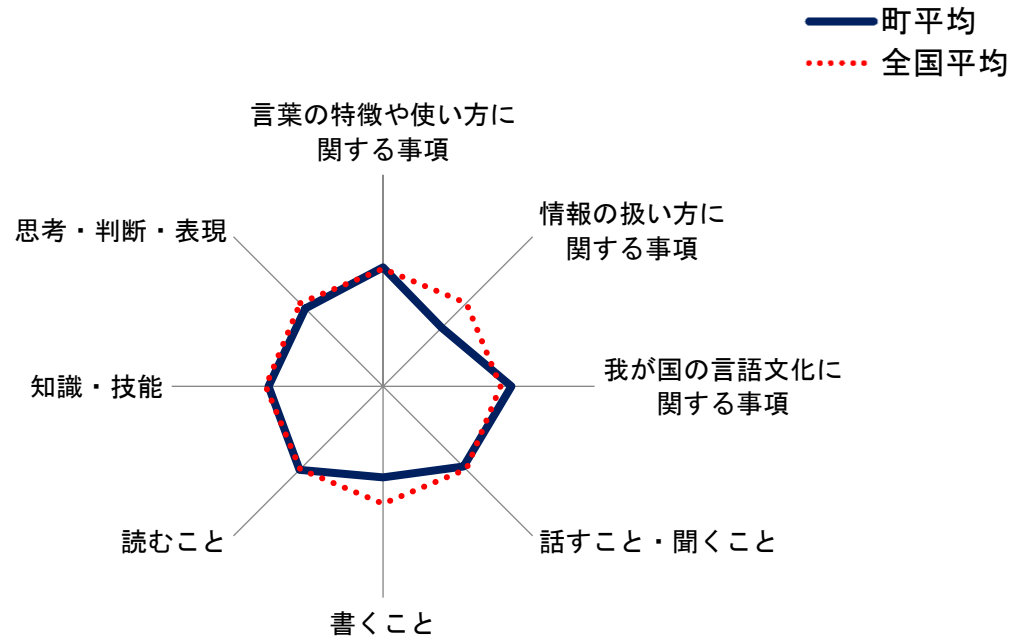 町平均
全国平均
言葉の特徴や使い方に
関する事項
情報の扱い方に
関する事項
我が国の言語文化に
関する事項
話すこと・聞くこと
書くこと
読むこと
知識・技能
思考・判断・表現